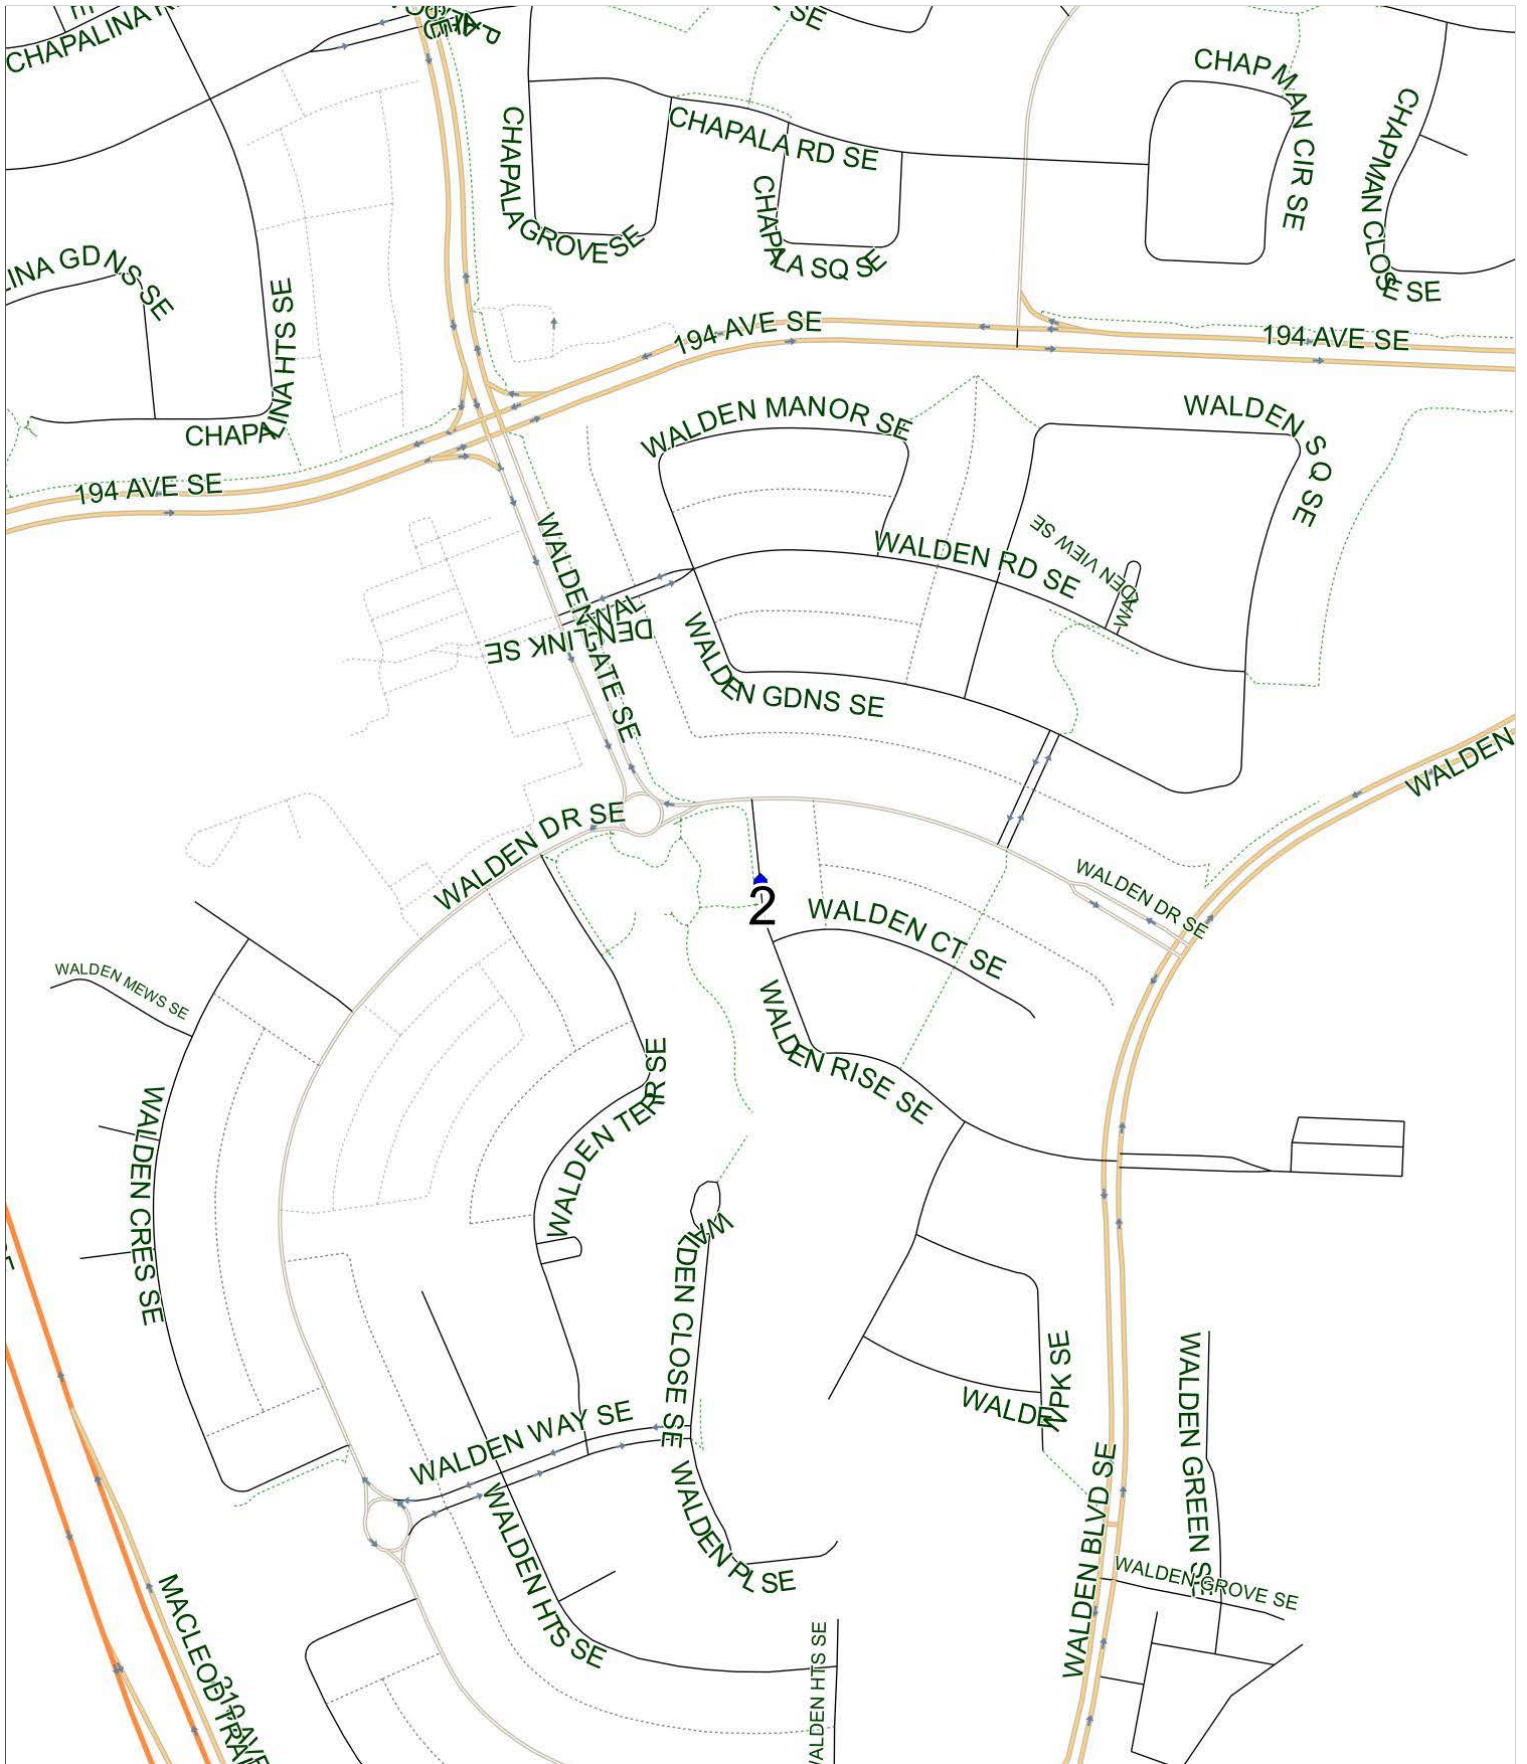 CHAPALINA
SE
CHAPMAN CIR SE
CHAPMAN CLOSE SE
CHAPALA GROVE SE
CHAPALA RD SE
CHAPALA SQ SE
INA GDNS SE
CHAPALINA HTS SE
194 AVE SE
194 AVE SE
194 AVE SE
WALDEN MANOR SE
WALDEN SQ SE
WALDEN GATE SE
WALDEN RD SE
WALDEN VIEW SE
WALDEN LINK SE
WALDEN GDNS SE
WALDEN
WALDEN DR SE
WALDEN DR SE
2
WALDEN CT SE
WALDEN MEWS SE
WALDEN RISE SE
WALDEN TERR SE
WALDEN CRES SE
WALDEN CLOSE SE
WALDEN PK SE
WALDEN GREEN SE
WALDEN WAY SE
WALDEN PL SE
WALDEN BLVD SE
WALDEN GROVE SE
WALDEN HTS SE
WALDEN HTS SE
MACLEOD TRAI
210 AVE